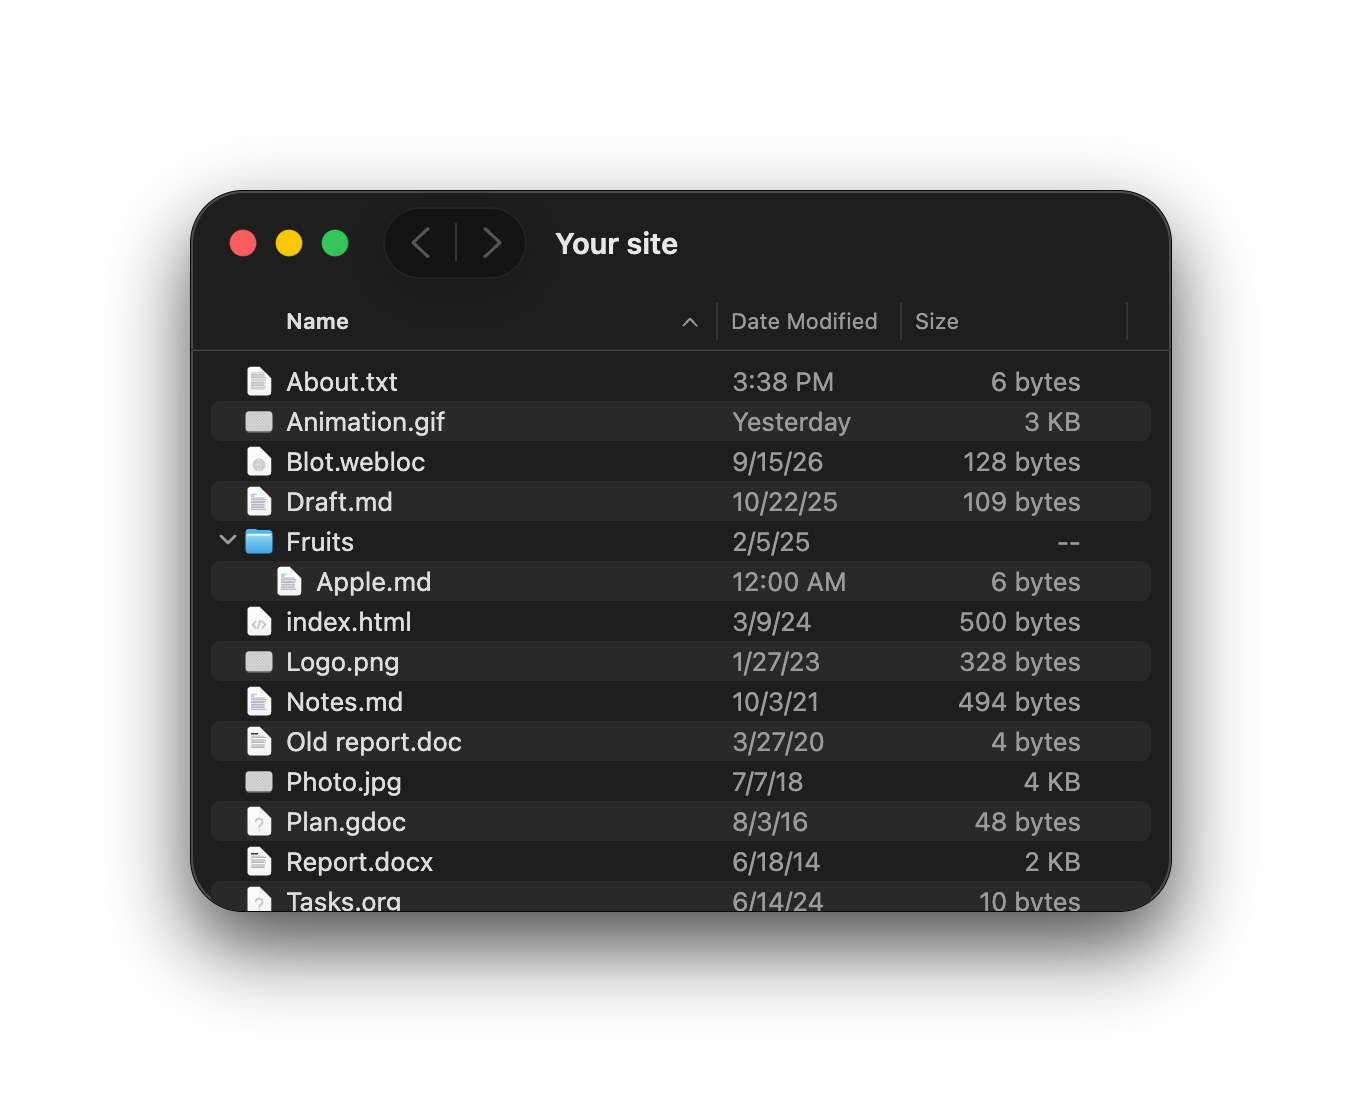 Your site
Name Date Modified Size
About.txt 3:38 PM 6 bytes
Animation.gif Yesterday 3 KB
Blot.webloc 9/15/26 128 bytes
Draft.md 10/22/25 109 bytes
Fruits 2/5/25 --
Apple.md 12:00 AM 6 bytes
index.html 3/9/24 500 bytes
Logo.png 1/27/23 328 bytes
Notes.md 10/3/21 494 bytes
Old report.doc 3/27/20 4 bytes
Photo.jpg 7/7/18 4 KB
Plan.gdoc 8/3/16 48 bytes
Report.docx 6/18/14 2 KB
Tasks.org 6/14/24 10 bytes